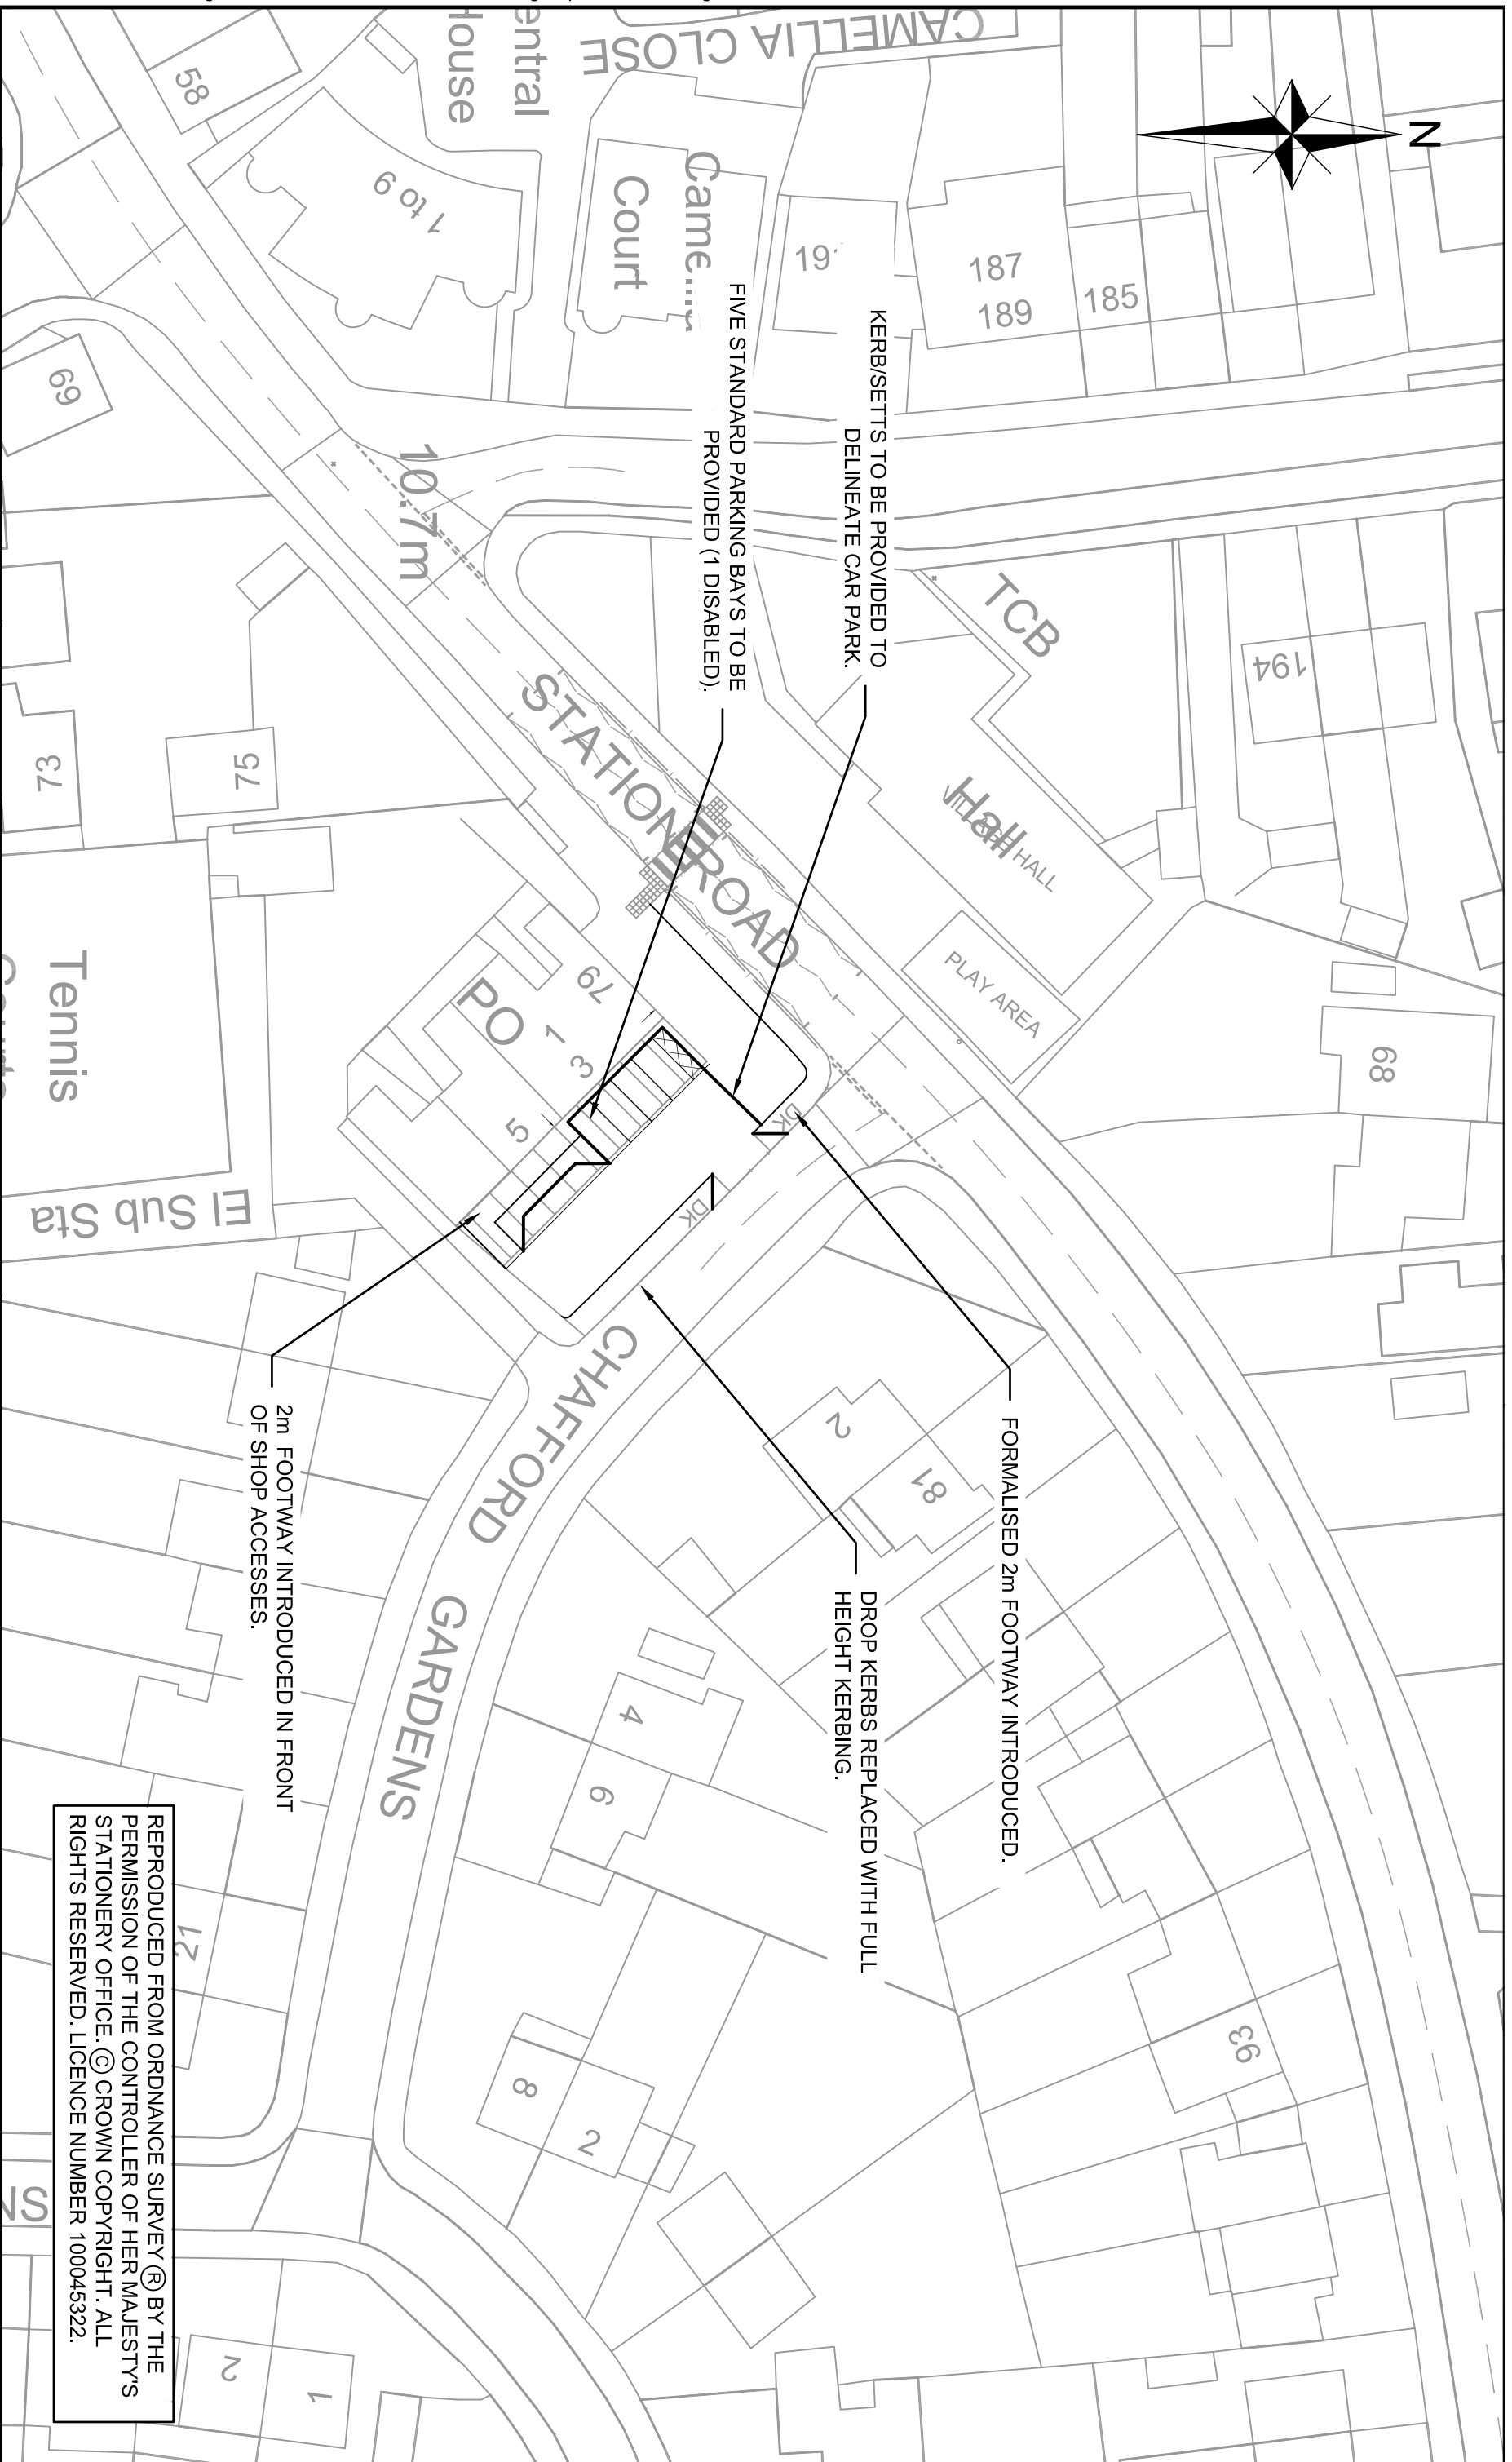 N
CAMELLIA CLOSE
58
entral
House
1 to 9
Came
Court
187
189
185
KERB/SETTS TO BE PROVIDED TO
DELINEATE CAR PARK.
FIVE STANDARD PARKING BAYS TO BE
PROVIDED (1 DISABLED).
69
10.7m
TCB
194
73
75
STATION ROAD
Hall
VILLAGE HALL
PLAY AREA
89
Tennis
El Sub Sta
PO
79
1
3
5
DK
DK
CHAFFORD
GARDENS
2
81
FORMALISED 2m FOOTWAY INTRODUCED.
DROP KERBS REPLACED WITH FULL
HEIGHT KERBING.
2m FOOTWAY INTRODUCED IN FRONT
OF SHOP ACCESSES.
4
6
93
8
2
21
REPRODUCED FROM ORDNANCE SURVEY ® BY THE
PERMISSION OF THE CONTROLLER OF HER MAJESTY'S
STATIONERY OFFICE. © CROWN COPYRIGHT. ALL
RIGHTS RESERVED. LICENCE NUMBER 100045322.
2
1